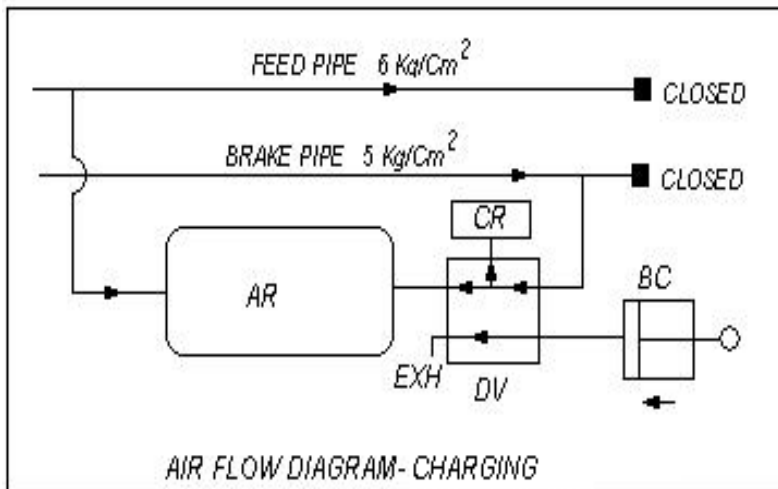 FEED PIPE 6 Kg/Cm²
CLOSED
BRAKE PIPE 5 Kg/Cm²
CLOSED
CR
AR
BC
EXH
DV
AIR FLOW DIAGRAM- CHARGING